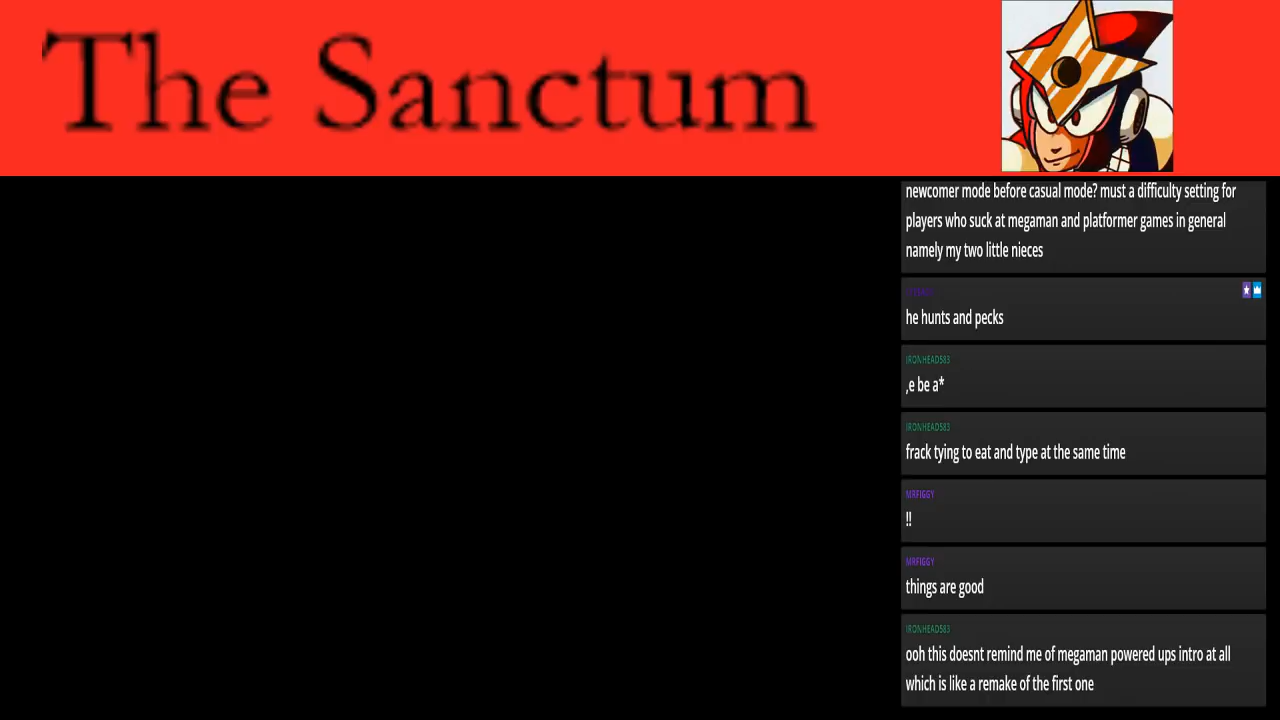 The Sanctum
newcomer mode before casual mode? must a difficulty setting for
players who suck at megaman and platformer games in general
namely my two little nieces
he hunts and pecks
IRONHEAD583
,e be a*
IRONHEAD583
frack tying to eat and type at the same time
MRFIGGY
!!
MRFIGGY
things are good
IRONHEAD583
ooh this doesnt remind me of megaman powered ups intro at all
which is like a remake of the first one